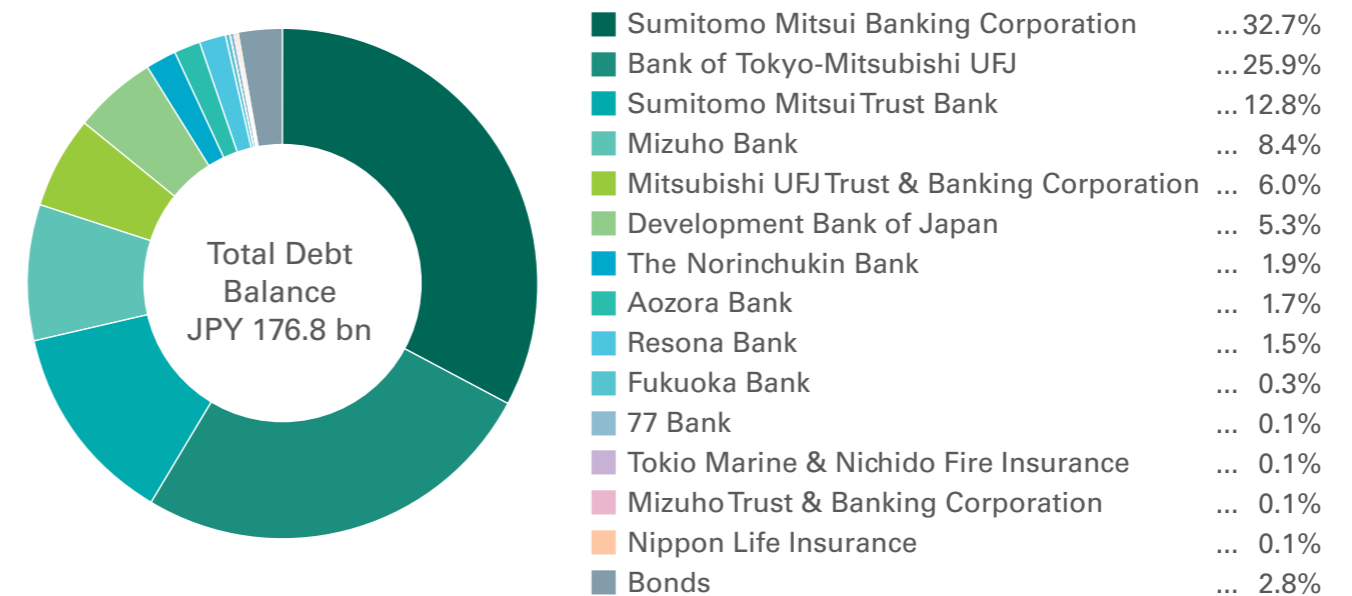 Total Debt
Balance
JPY 176.8 bn
Sumitomo Mitsui Banking Corporation ... 32.7%
Bank of Tokyo-Mitsubishi UFJ ... 25.9%
Sumitomo Mitsui Trust Bank ... 12.8%
Mizuho Bank ... 8.4%
Mitsubishi UFJ Trust & Banking Corporation ... 6.0%
Development Bank of Japan ... 5.3%
The Norinchukin Bank ... 1.9%
Aozora Bank ... 1.7%
Resona Bank ... 1.5%
Fukuoka Bank ... 0.3%
77 Bank ... 0.1%
Tokio Marine & Nichido Fire Insurance ... 0.1%
Mizuho Trust & Banking Corporation ... 0.1%
Nippon Life Insurance ... 0.1%
Bonds ... 2.8%